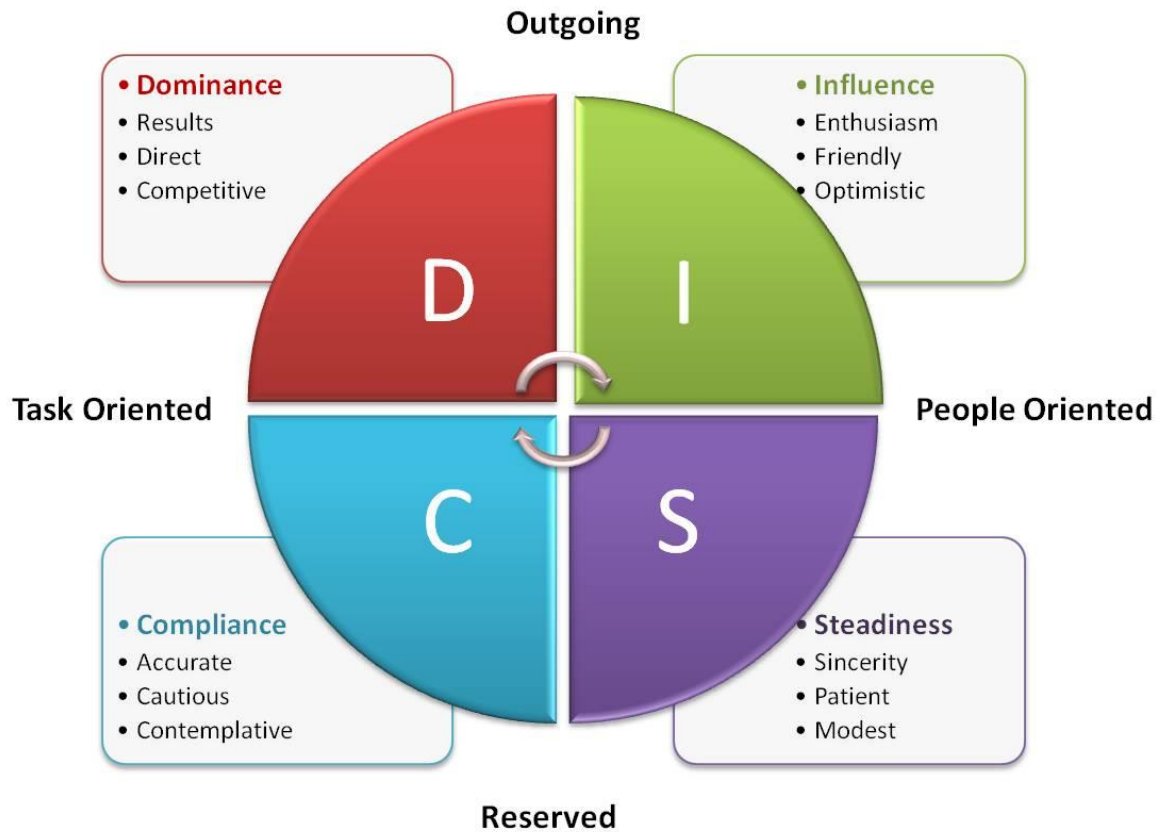 Outgoing
• Dominance
• Results
• Direct
• Competitive
• Influence
• Enthusiasm
• Friendly
• Optimistic
D
I
Task Oriented
People Oriented
C
S
• Compliance
• Accurate
• Cautious
• Contemplative
• Steadiness
• Sincerity
• Patient
• Modest
Reserved